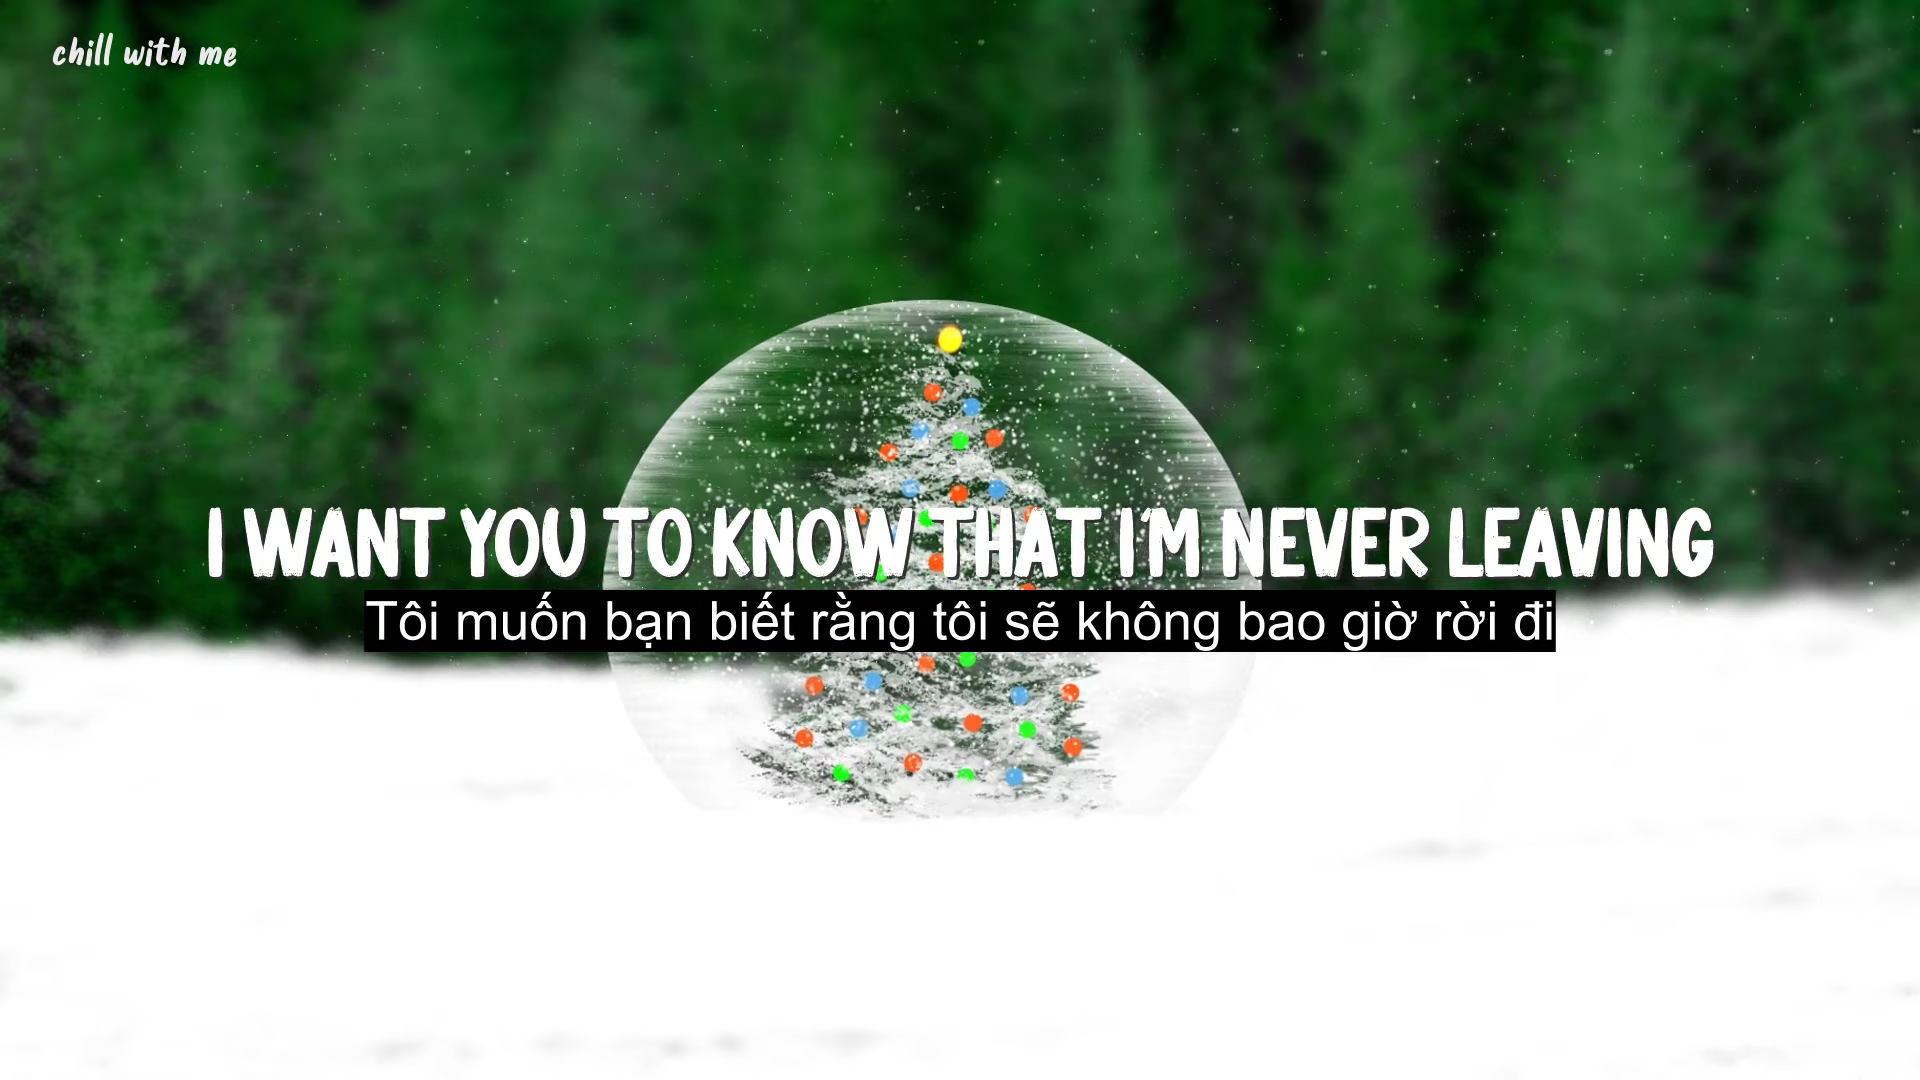 chill with me
I WANT YOU TO KNOW THAT I'M NEVER LEAVING
Tôi muốn bạn biết rằng tôi sẽ không bao giờ rời đi